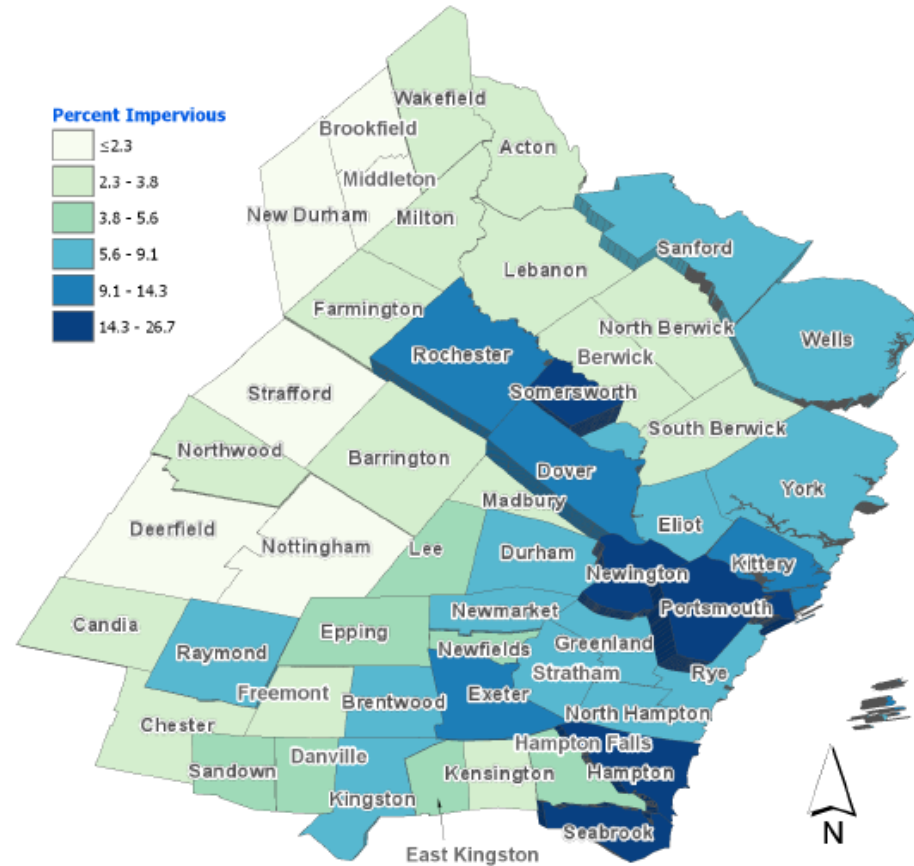 Percent Impervious
≤2.3
2.3 - 3.8
3.8 - 5.6
5.6 - 9.1
9.1 - 14.3
14.3 - 26.7
Wakefield
Brookfield
Acton
Middleton
New Durham
Milton
Sanford
Lebanon
Farmington
North Berwick
Wells
Rochester
Berwick
Strafford
Somersworth
South Berwick
Northwood
Barrington
Dover
York
Madbury
Eliot
Deerfield
Nottingham
Lee
Durham
Kittery
Newington
Portsmouth
Newmarket
Candia
Epping
Raymond
Newfields
Greenland
Stratham
Rye
Freemont
Brentwood
Exeter
North Hampton
Chester
Hampton Falls
Danville
Sandown
Kensington
Hampton
Kingston
Seabrook
East Kingston
N